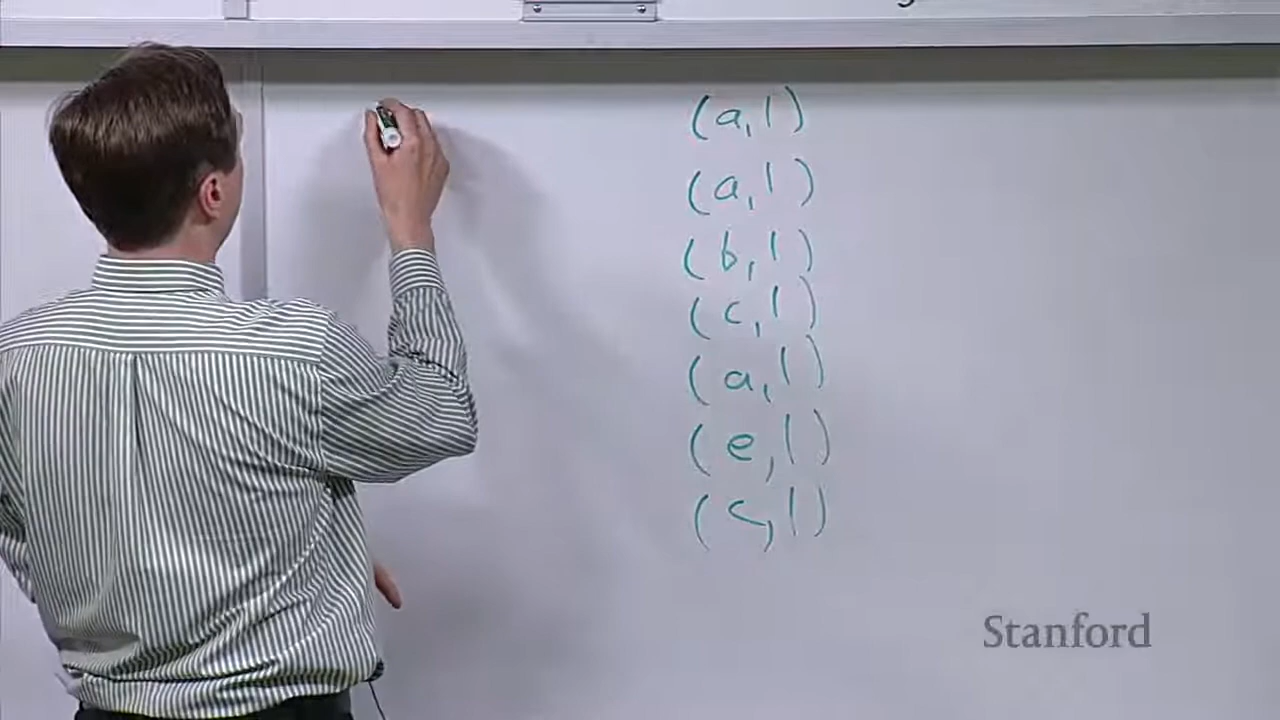 (a, 1)
(a, 1)
(b, 1)
(c, 1)
(a, 1)
(e, 1)
(c, 1)
Stanford